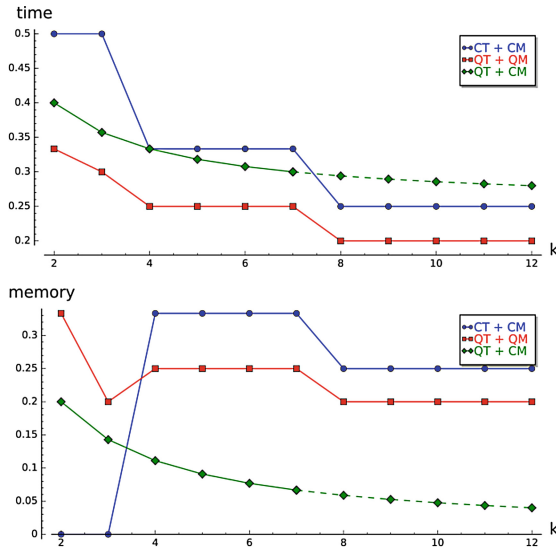 time
0.5
0.45
0.4
0.35
0.3
0.25
0.2
CT + CM
QT + QM
QT + CM
2 4 6 8 10 12
k
memory
0.3
0.25
0.2
0.15
0.1
0.05
0
CT + CM
QT + QM
QT + CM
2 4 6 8 10 12
k